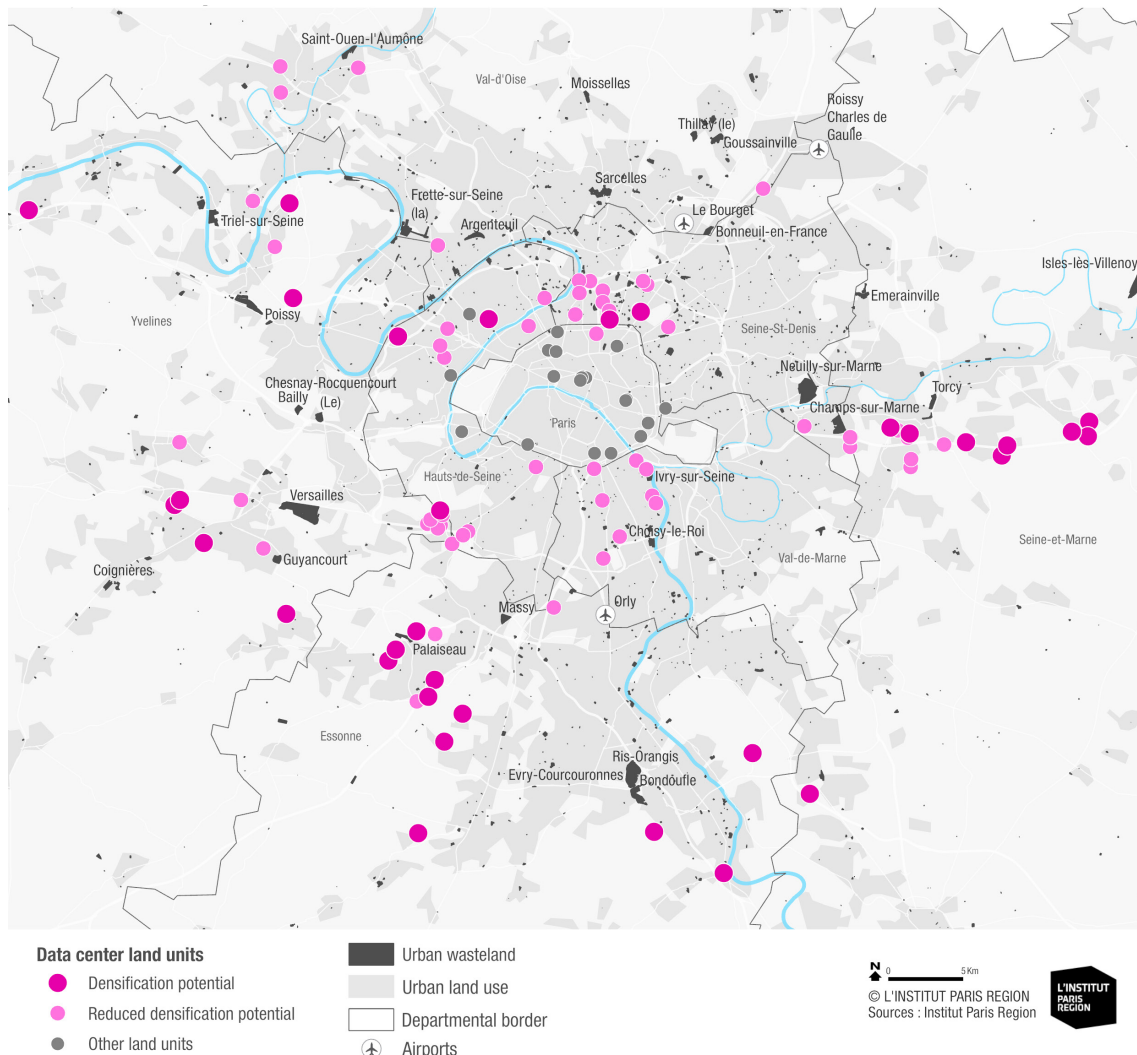 Saint-Ouen-l'Aumône
Val-d'Oise
Moisselles
Roissy
Charles de
Gaulle
Thillay (le)
Goussainville
Sarcelles
Frette-sur-Seine
(la)
Argenteuil
Le Bourget
Bonneuil-en-France
Triel-sur-Seine
Isles-lès-Villenoy
Emerainville
Poissy
Yvelines
Seine-St-Denis
Neuilly-sur-Marne
Chesnay-Rocquencourt
Bailly
(Le)
Torcy
Champs-sur-Marne
Paris
Hauts-de-Seine
Ivry-sur-Seine
Versailles
Choisy-le-Roi
Seine-et-Marne
Val-de-Marne
Guyancourt
Coignières
Massy
Orly
Palaiseau
Essonne
Ris-Orangis
Evry-Courcouronnes
Bondoufle
Data center land units
Densification potential
Reduced densification potential
Other land units
Urban wasteland
Urban land use
Departmental border
Airports
N
0
5 Km
© L'INSTITUT PARIS REGION
Sources : Institut Paris Region
L'INSTITUT
PARIS
REGION